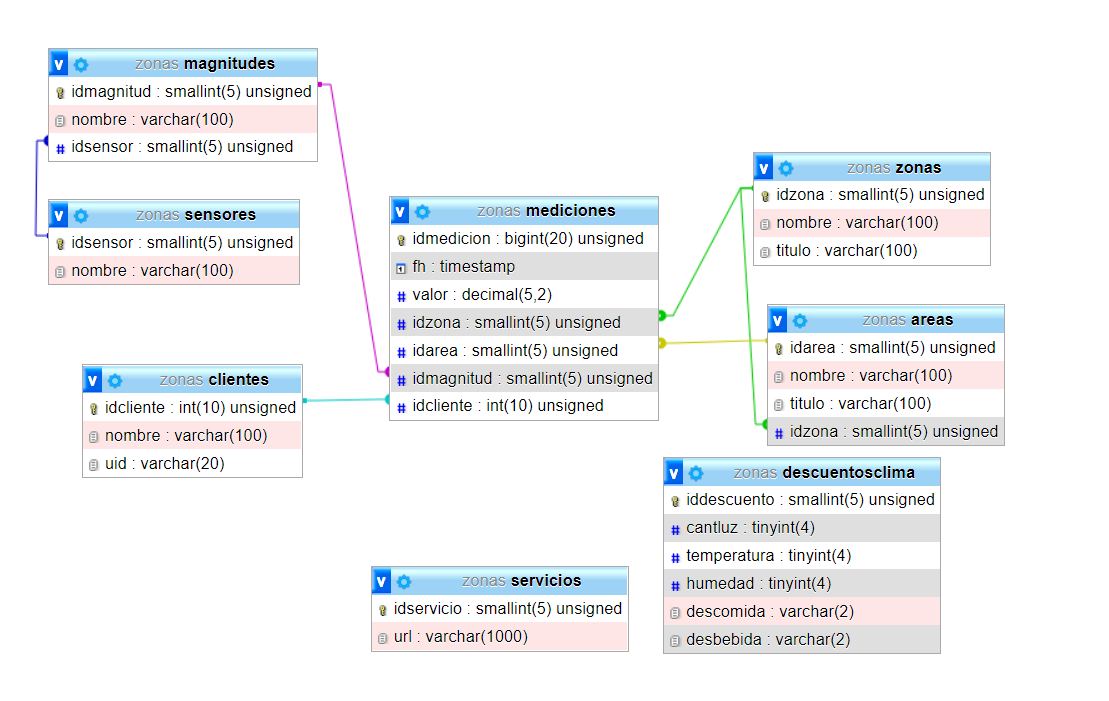 v zonas magnitudes
idmagnitud : smallint(5) unsigned
nombre : varchar(100)
# idsensor : smallint(5) unsigned
v zonas sensores
idsensor : smallint(5) unsigned
nombre : varchar(100)
v zonas clientes
idcliente : int(10) unsigned
nombre : varchar(100)
uid : varchar(20)
v zonas mediciones
idmedicion : bigint(20) unsigned
fh : timestamp
# valor : decimal(5,2)
# idzona : smallint(5) unsigned
# idarea : smallint(5) unsigned
# idmagnitud : smallint(5) unsigned
# idcliente : int(10) unsigned
v zonas zonas
idzona : smallint(5) unsigned
nombre : varchar(100)
titulo : varchar(100)
v zonas areas
idarea : smallint(5) unsigned
nombre : varchar(100)
titulo : varchar(100)
# idzona : smallint(5) unsigned
v zonas descuentosclima
iddescuento : smallint(5) unsigned
# cantluz : tinyint(4)
# temperatura : tinyint(4)
# humedad : tinyint(4)
descomida : varchar(2)
desbebida : varchar(2)
v zonas servicios
idservicio : smallint(5) unsigned
url : varchar(1000)